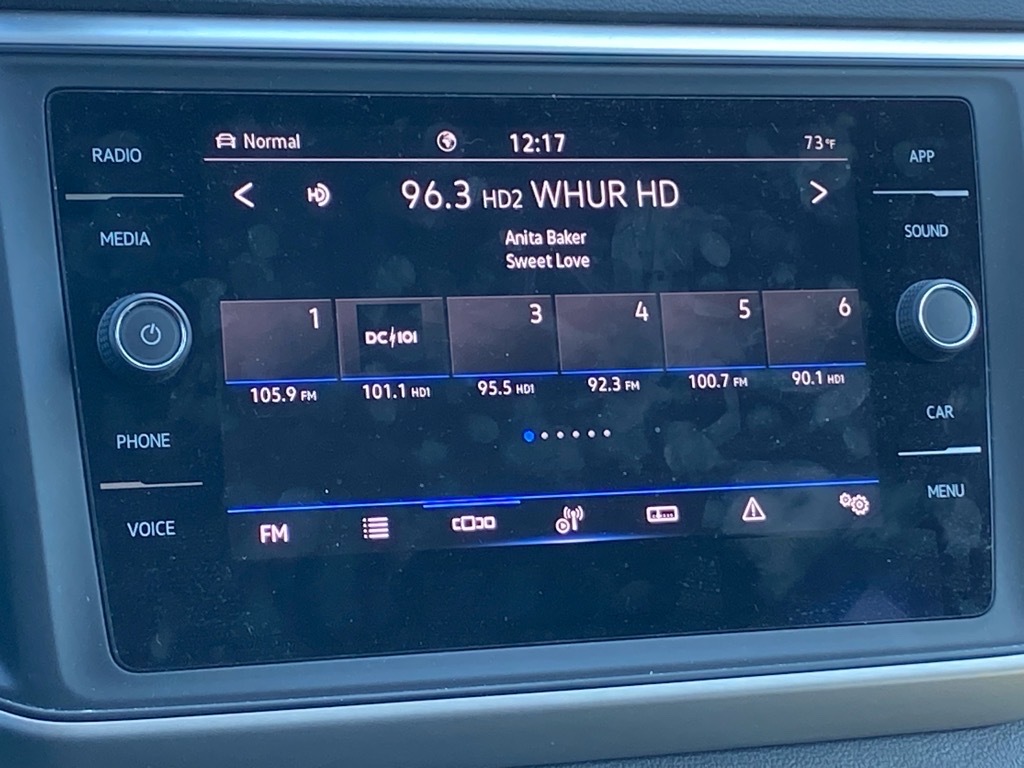 RADIO
MEDIA
PHONE
VOICE
Normal
12:17
73°F
< HD 96.3 HD2 WHUR HD >
Anita Baker
Sweet Love
1
DC/101
3
4
5
6
105.9 FM
101.1 HD1
95.5 HD1
92.3 FM
100.7 FM
90.1 HD1
FM
APP
SOUND
CAR
MENU